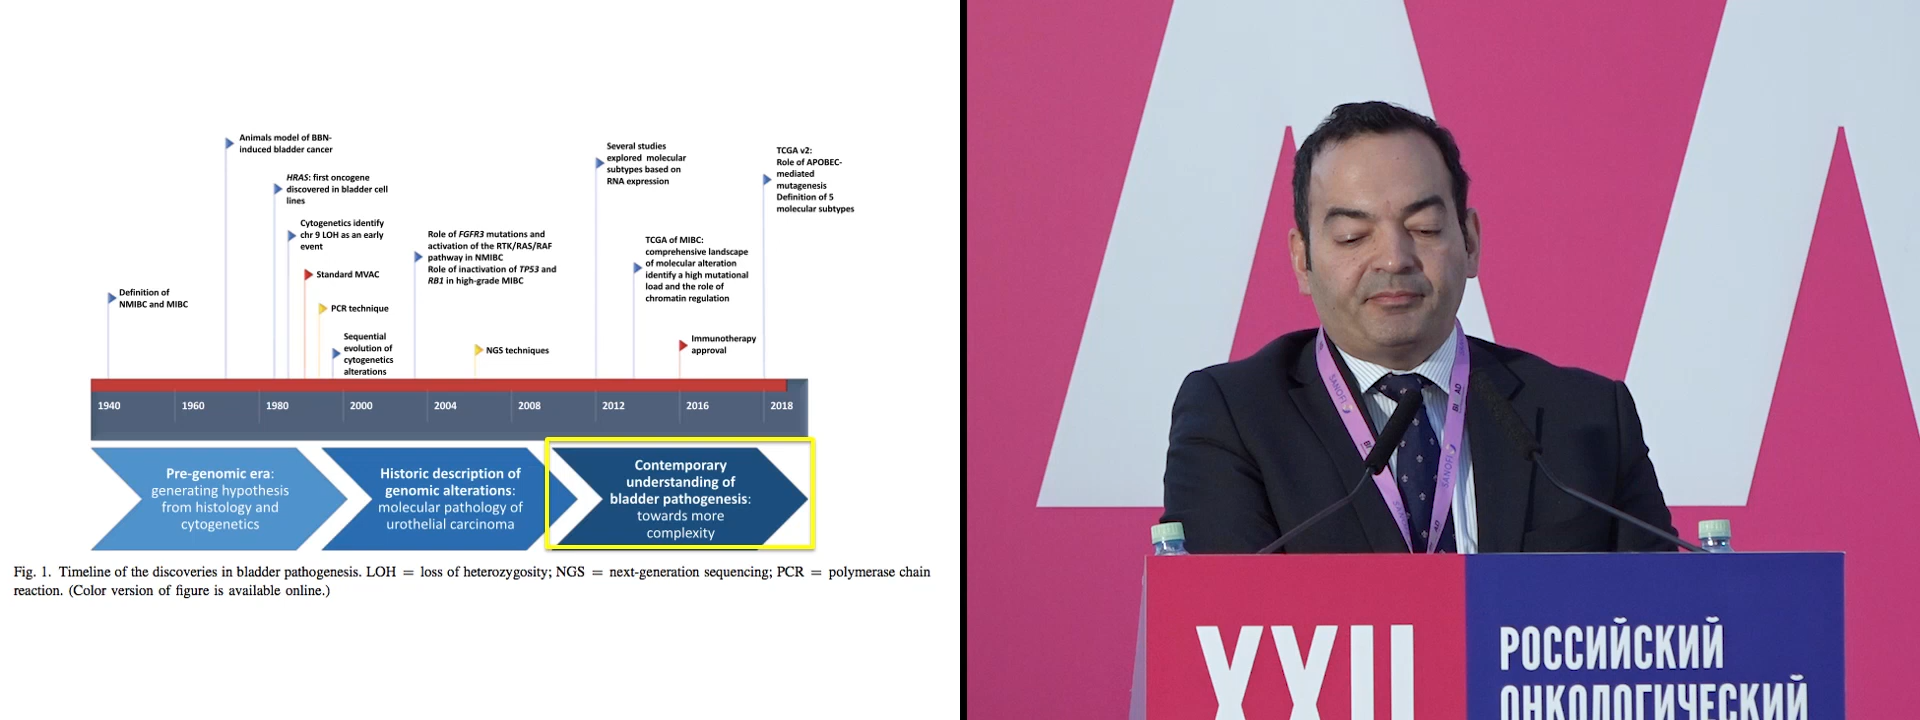 Animals model of BBN-
induced bladder cancer
HRAS: first oncogene
discovered in bladder cell
lines
Cytogenetics identify
chr 9 LOH as an early
event
Standard MVAC
Definition of
NMIBC and MIBC
PCR technique
Sequential
evolution of
cytogenetics
alterations
Role of FGFR3 mutations and
activation of the RTK/RAS/RAF
pathway in NMIBC
Role of inactivation of TP53 and
RB1 in high-grade MIBC
NGS techniques
Several studies
explored molecular
subtypes based on
RNA expression
TCGA of MIBC:
comprehensive landscape
of molecular alteration
identify a high mutational
load and the role of
chromatin regulation
Immunotherapy
approval
TCGA v2:
Role of APOBEC-
mediated
mutagenesis
Definition of 5
molecular subtypes
1940 1960 1980 2000 2004 2008 2012 2016 2018
Pre-genomic era:
generating hypothesis
from histology and
cytogenetics
Historic description of
genomic alterations:
molecular pathology of
urothelial carcinoma
Contemporary
understanding of
bladder pathogenesis:
towards more
complexity
Fig. 1. Timeline of the discoveries in bladder pathogenesis. LOH = loss of heterozygosity; NGS = next-generation sequencing; PCR = polymerase chain
reaction. (Color version of figure is available online.)
SANOFI
SANOFI
XXII
РОССИЙСКИЙ
ОНКОЛОГИЧЕСКИЙ